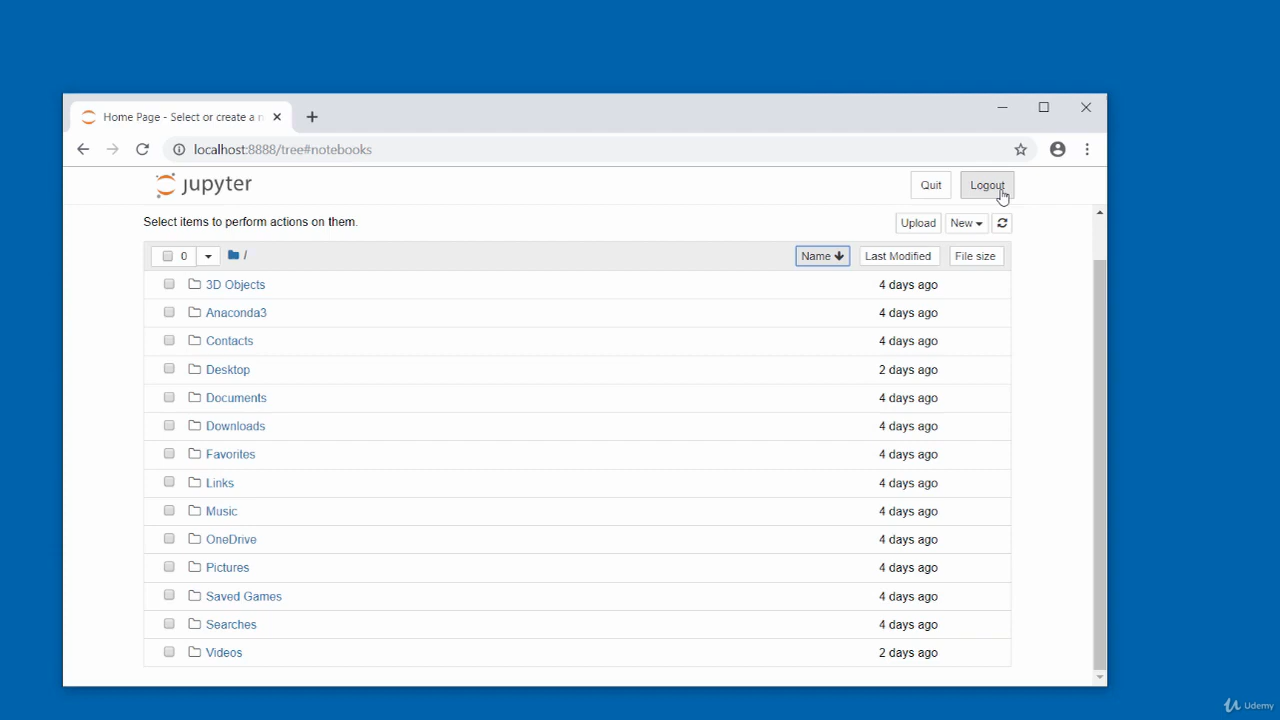 Home Page - Select or create a n
localhost:8888/tree#notebooks
jupyter Quit Logout
Select items to perform actions on them. Upload New
0 / Name Last Modified File size
3D Objects 4 days ago
Anaconda3 4 days ago
Contacts 4 days ago
Desktop 2 days ago
Documents 4 days ago
Downloads 4 days ago
Favorites 4 days ago
Links 4 days ago
Music 4 days ago
OneDrive 4 days ago
Pictures 4 days ago
Saved Games 4 days ago
Searches 4 days ago
Videos 2 days ago
Udemy